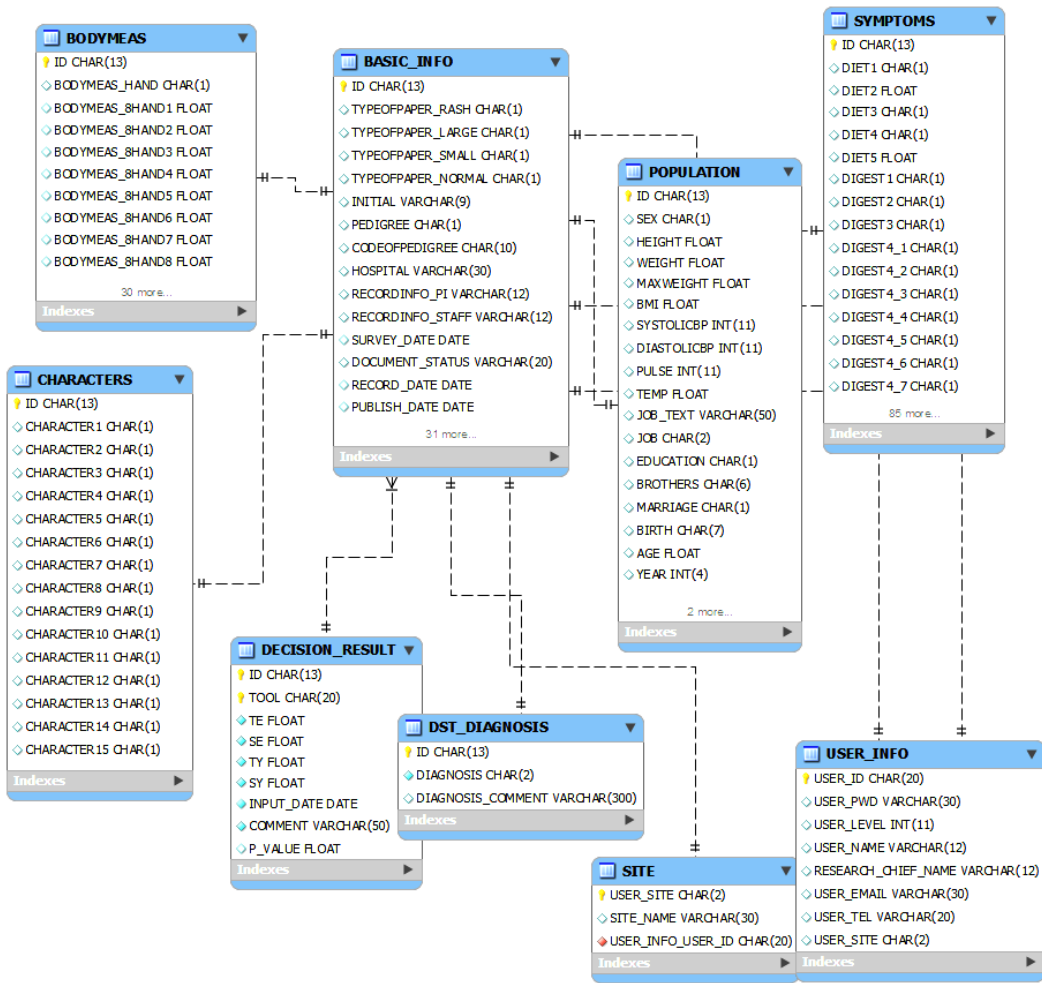 BODYMEAS
ID CHAR(13)
BODYMEAS_HAND CHAR(1)
BODYMEAS_8HAND1 FLOAT
BODYMEAS_8HAND2 FLOAT
BODYMEAS_8HAND3 FLOAT
BODYMEAS_8HAND4 FLOAT
BODYMEAS_8HAND5 FLOAT
BODYMEAS_8HAND6 FLOAT
BODYMEAS_8HAND7 FLOAT
BODYMEAS_8HAND8 FLOAT
30 more...
Indexes
BASIC_INFO
ID CHAR(13)
TYPEOFPAPER_RASH CHAR(1)
TYPEOFPAPER_LARGE CHAR(1)
TYPEOFPAPER_SMALL CHAR(1)
TYPEOFPAPER_NORMAL CHAR(1)
INITIAL VARCHAR(9)
PEDIGREE CHAR(1)
CODEOFPEDIGREE CHAR(10)
HOSPITAL VARCHAR(30)
RECORDINFO_PI VARCHAR(12)
RECORDINFO_STAFF VARCHAR(12)
SURVEY_DATE DATE
DOCUMENT_STATUS VARCHAR(20)
RECORD_DATE DATE
PUBLISH_DATE DATE
31 more...
Indexes
POPULATION
ID CHAR(13)
SEX CHAR(1)
HEIGHT FLOAT
WEIGHT FLOAT
MAXWEIGHT FLOAT
BMI FLOAT
SYSTOLICBP INT(11)
DIASTOLICBP INT(11)
PULSE INT(11)
TEMP FLOAT
JOB_TEXT VARCHAR(50)
JOB CHAR(2)
EDUCATION CHAR(1)
BROTHERS CHAR(6)
MARRIAGE CHAR(1)
BIRTH CHAR(7)
AGE FLOAT
YEAR INT(4)
2 more...
Indexes
SYMPTOMS
ID CHAR(13)
DIET1 CHAR(1)
DIET2 FLOAT
DIET3 CHAR(1)
DIET4 CHAR(1)
DIET5 FLOAT
DIGEST1 CHAR(1)
DIGEST2 CHAR(1)
DIGEST3 CHAR(1)
DIGEST4_1 CHAR(1)
DIGEST4_2 CHAR(1)
DIGEST4_3 CHAR(1)
DIGEST4_4 CHAR(1)
DIGEST4_5 CHAR(1)
DIGEST4_6 CHAR(1)
DIGEST4_7 CHAR(1)
85 more...
Indexes
CHARACTERS
ID CHAR(13)
CHARACTER1 CHAR(1)
CHARACTER2 CHAR(1)
CHARACTER3 CHAR(1)
CHARACTER4 CHAR(1)
CHARACTER5 CHAR(1)
CHARACTER6 CHAR(1)
CHARACTER7 CHAR(1)
CHARACTER8 CHAR(1)
CHARACTER9 CHAR(1)
CHARACTER10 CHAR(1)
CHARACTER11 CHAR(1)
CHARACTER12 CHAR(1)
CHARACTER13 CHAR(1)
CHARACTER14 CHAR(1)
CHARACTER15 CHAR(1)
Indexes
DECISION_RESULT
ID CHAR(13)
TOOL CHAR(20)
TE FLOAT
SE FLOAT
TY FLOAT
SY FLOAT
INPUT_DATE DATE
COMMENT VARCHAR(50)
P_VALUE FLOAT
Indexes
DST_DIAGNOSIS
ID CHAR(13)
DIAGNOSIS CHAR(2)
DIAGNOSIS_COMMENT VARCHAR(300)
Indexes
SITE
USER_SITE CHAR(2)
SITE_NAME VARCHAR(30)
USER_INFO_USER_ID CHAR(20)
Indexes
USER_INFO
USER_ID CHAR(20)
USER_PWD VARCHAR(30)
USER_LEVEL INT(11)
USER_NAME VARCHAR(12)
RESEARCH_CHIEF_NAME VARCHAR(12)
USER_EMAIL VARCHAR(30)
USER_TEL VARCHAR(20)
USER_SITE CHAR(2)
Indexes